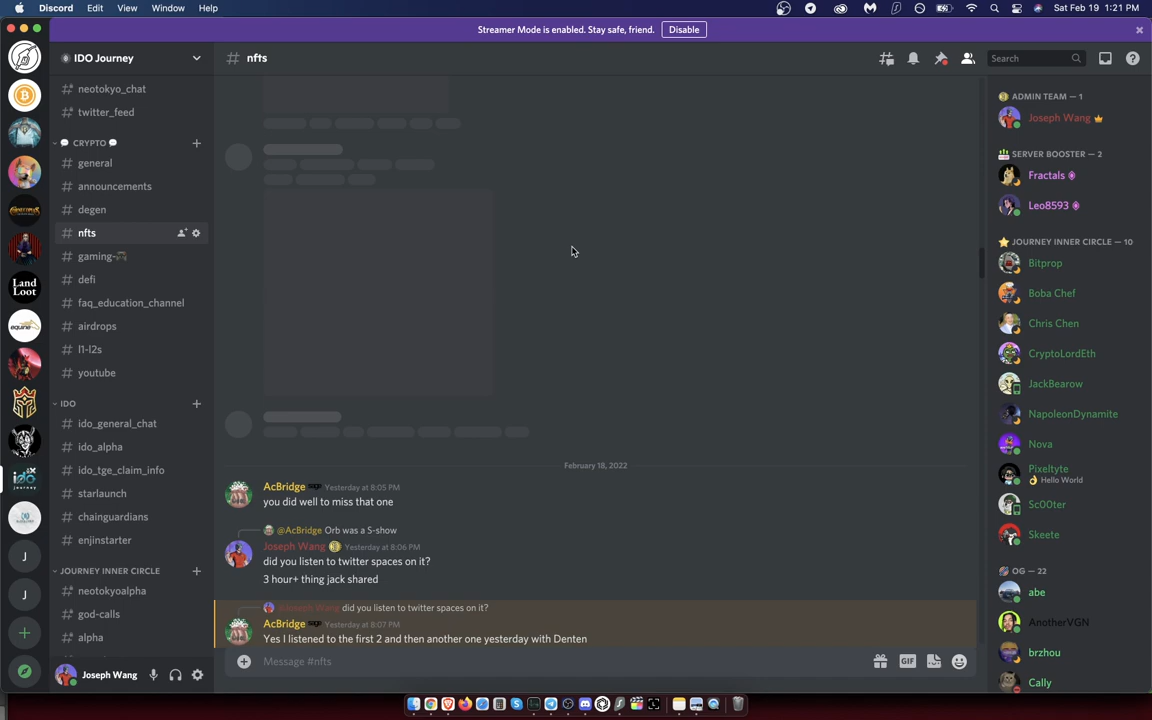 Discord Edit View Window Help
Sat Feb 19 1:21 PM
Streamer Mode is enabled. Stay safe, friend. Disable
IDO Journey
# nfts
Search
# neotokyo_chat
# twitter_feed
CRYPTO
# general
# announcements
# degen
# nfts
# gaming-
# defi
# faq_education_channel
# airdrops
# l1-l2s
# youtube
IDO
# ido_general_chat
# ido_alpha
# ido_tge_claim_info
# starlaunch
# chainguardians
# enjinstarter
JOURNEY INNER CIRCLE
# neotokyoalpha
# god-calls
# alpha
Joseph Wang
Land
Loot
equine
ido
journey
J
J
February 18, 2022
AcBridge Yesterday at 8:05 PM
you did well to miss that one
@AcBridge Orb was a S-show
Joseph Wang Yesterday at 8:06 PM
did you listen to twitter spaces on it?
3 hour+ thing jack shared
Joseph Wang did you listen to twitter spaces on it?
AcBridge Yesterday at 8:07 PM
Yes I listened to the first 2 and then another one yesterday with Denten
Message #nfts
GIF
ADMIN TEAM — 1
Joseph Wang
SERVER BOOSTER — 2
Fractals
Leo8593
JOURNEY INNER CIRCLE — 10
Bitprop
Boba Chef
Chris Chen
CryptoLordEth
JackBearow
NapoleonDynamite
Nova
Pixeltyte
Hello World
Sc00ter
Skeete
OG — 22
abe
AnotherVGN
brzhou
Cally